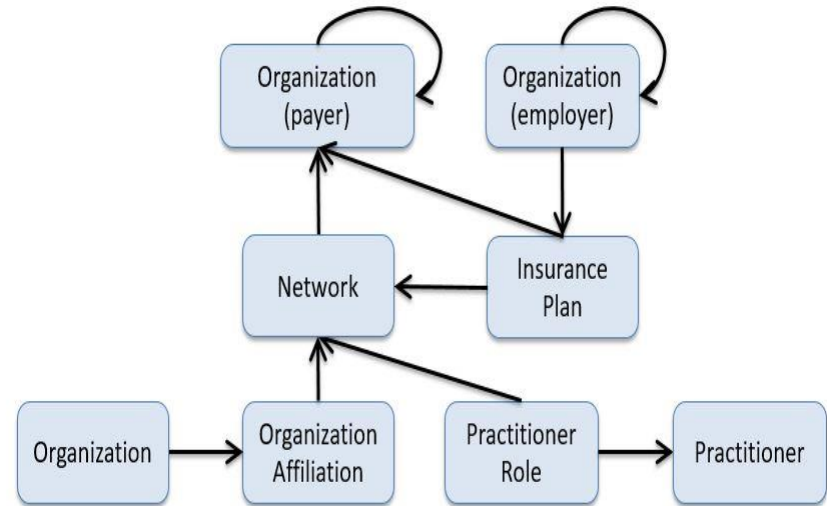 Organization
(payer)
Organization
(employer)
Network
Insurance
Plan
Organization
Organization
Affiliation
Practitioner
Role
Practitioner